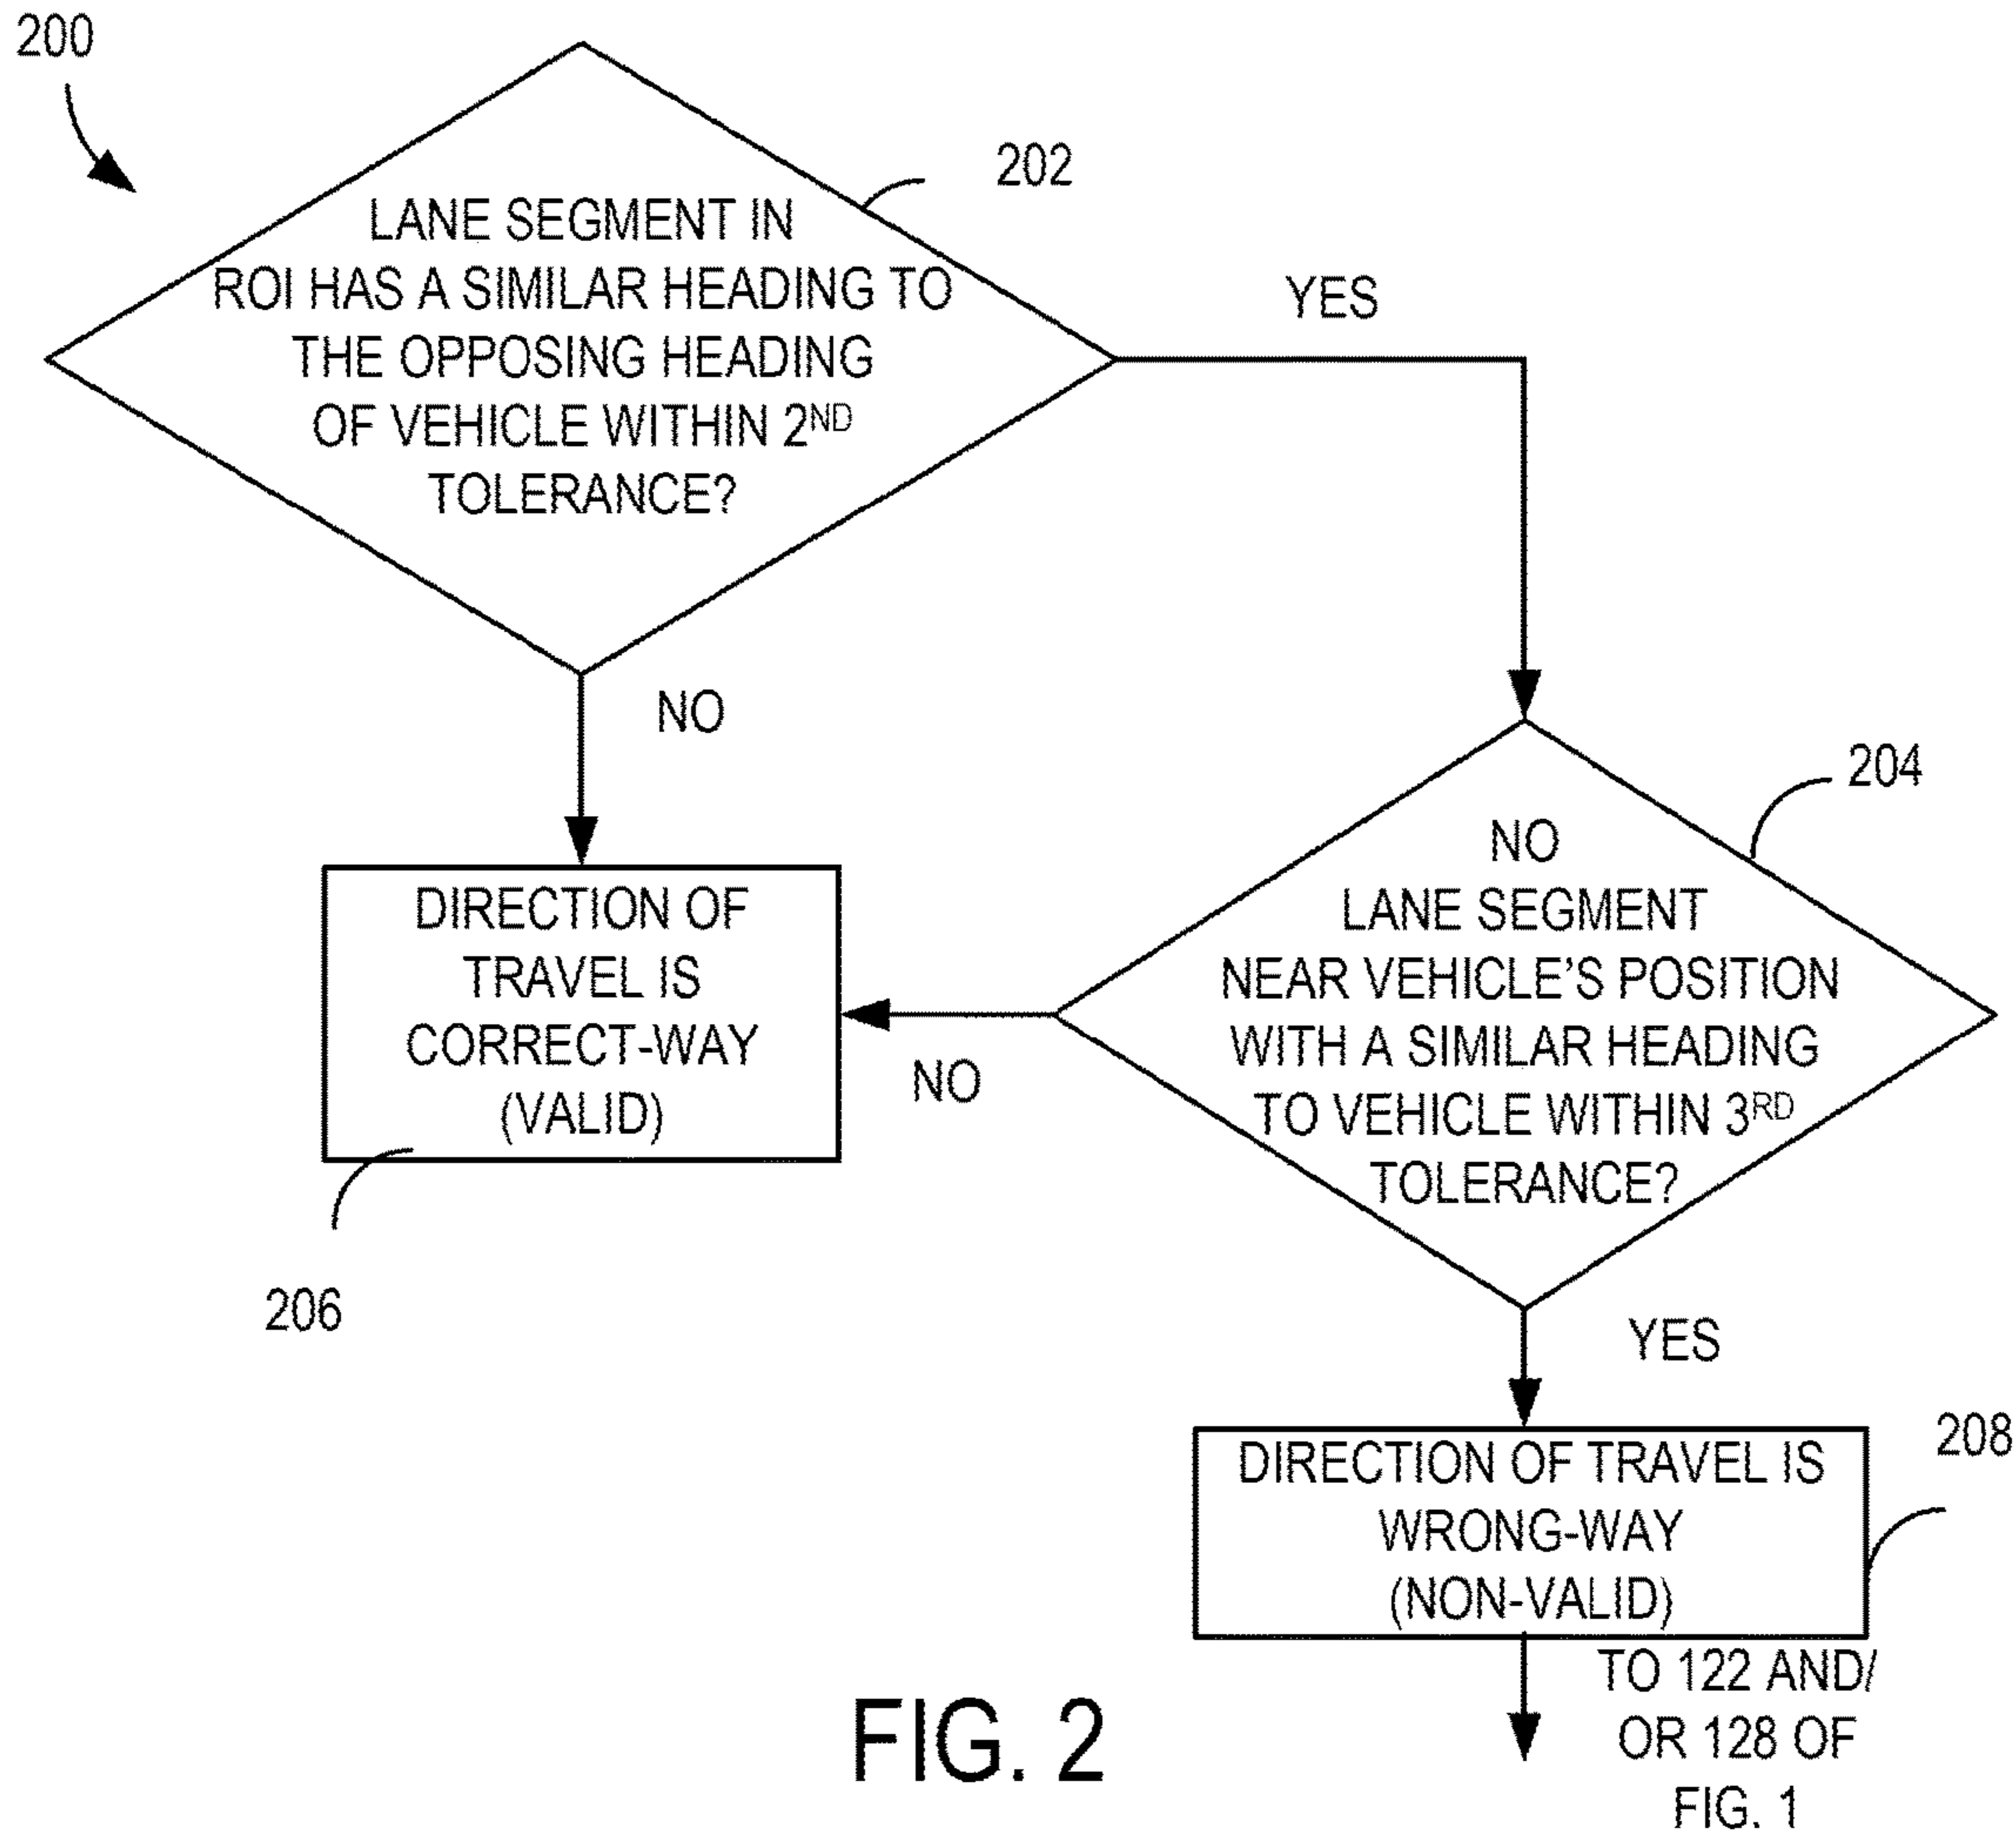 200
202
LANE SEGMENT IN
ROI HAS A SIMILAR HEADING TO
THE OPPOSING HEADING
OF VEHICLE WITHIN 2ND
TOLERANCE?
YES
NO
204
NO
LANE SEGMENT
NEAR VEHICLE'S POSITION
WITH A SIMILAR HEADING
TO VEHICLE WITHIN 3RD
TOLERANCE?
DIRECTION OF
TRAVEL IS
CORRECT-WAY
(VALID)
NO
206
YES
208
DIRECTION OF TRAVEL IS
WRONG-WAY
(NON-VALID)
TO 122 AND/
OR 128 OF
FIG. 1
FIG. 2